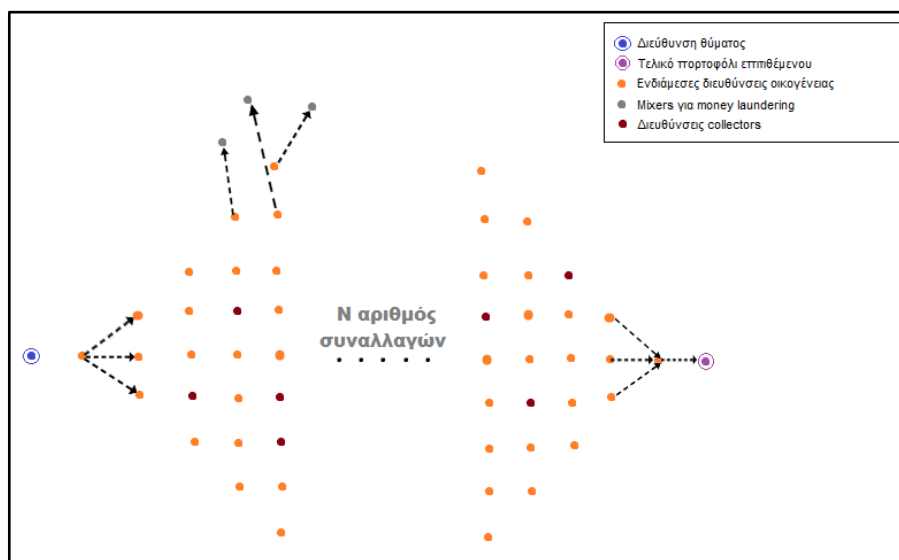 Διεύθυνση θύματος
Τελικό πορτοφόλι επιτιθέμενου
Ενδιάμεσες διευθύνσεις οικογένειας
Mixers για money laundering
Διευθύνσεις collectors
Ν αριθμός
συναλλαγών